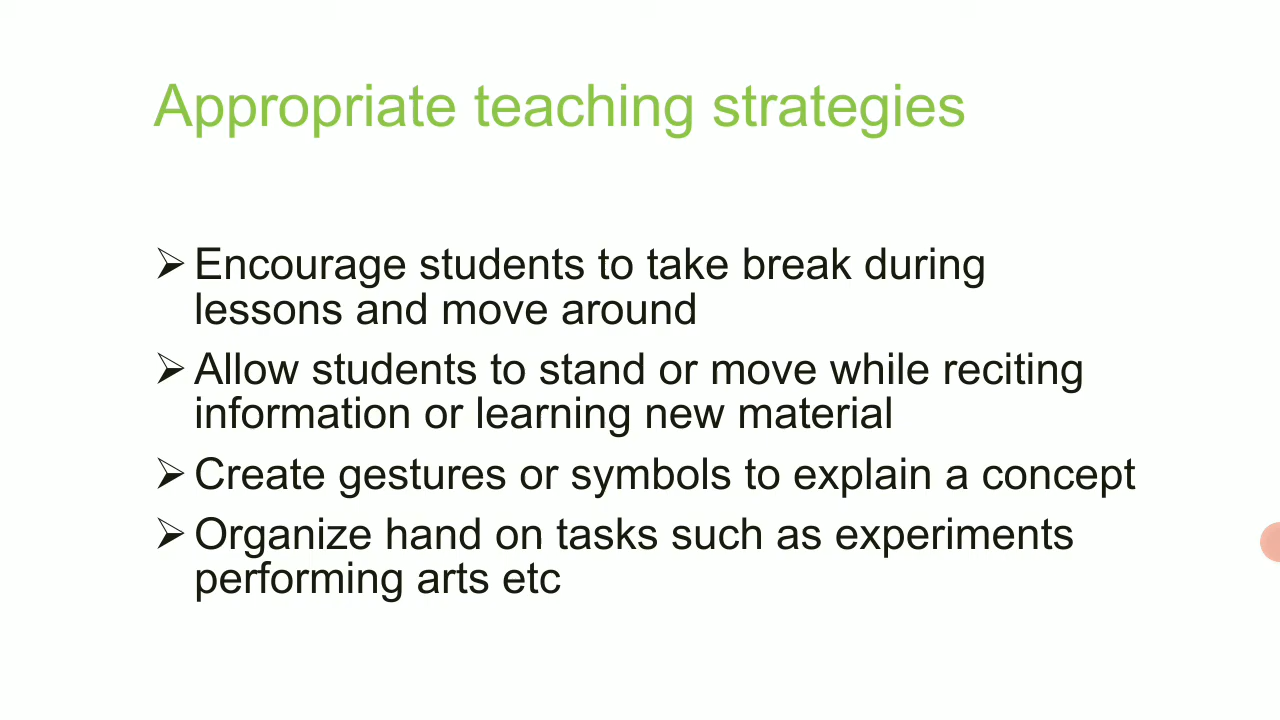 Appropriate teaching strategies
➢ Encourage students to take break during
lessons and move around
➢ Allow students to stand or move while reciting
information or learning new material
➢ Create gestures or symbols to explain a concept
➢ Organize hand on tasks such as experiments
performing arts etc